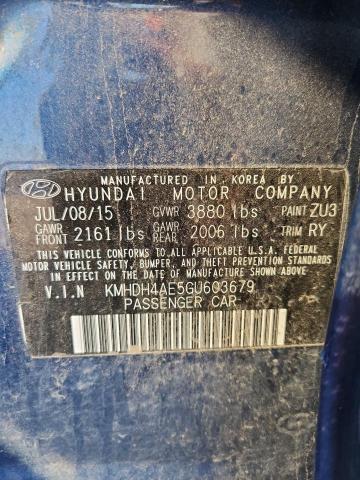 MANUFACTURED IN KOREA BY
HYUNDAI MOTOR COMPANY
JUL/08/15 GVWR 3880 lbs PAINT ZU3
GAWR FRONT 2161 lbs GAWR REAR 2006 lbs TRIM RY
THIS VEHICLE CONFORMS TO ALL APPLICABLE U.S.A. FEDERAL
MOTOR VEHICLE SAFETY, BUMPER, AND THEFT PREVENTION STANDARDS
IN EFFECT ON THE DATE OF MANUFACTURE SHOWN ABOVE.
V.I.N KMHDH4AE5GU603679
PASSENGER CAR